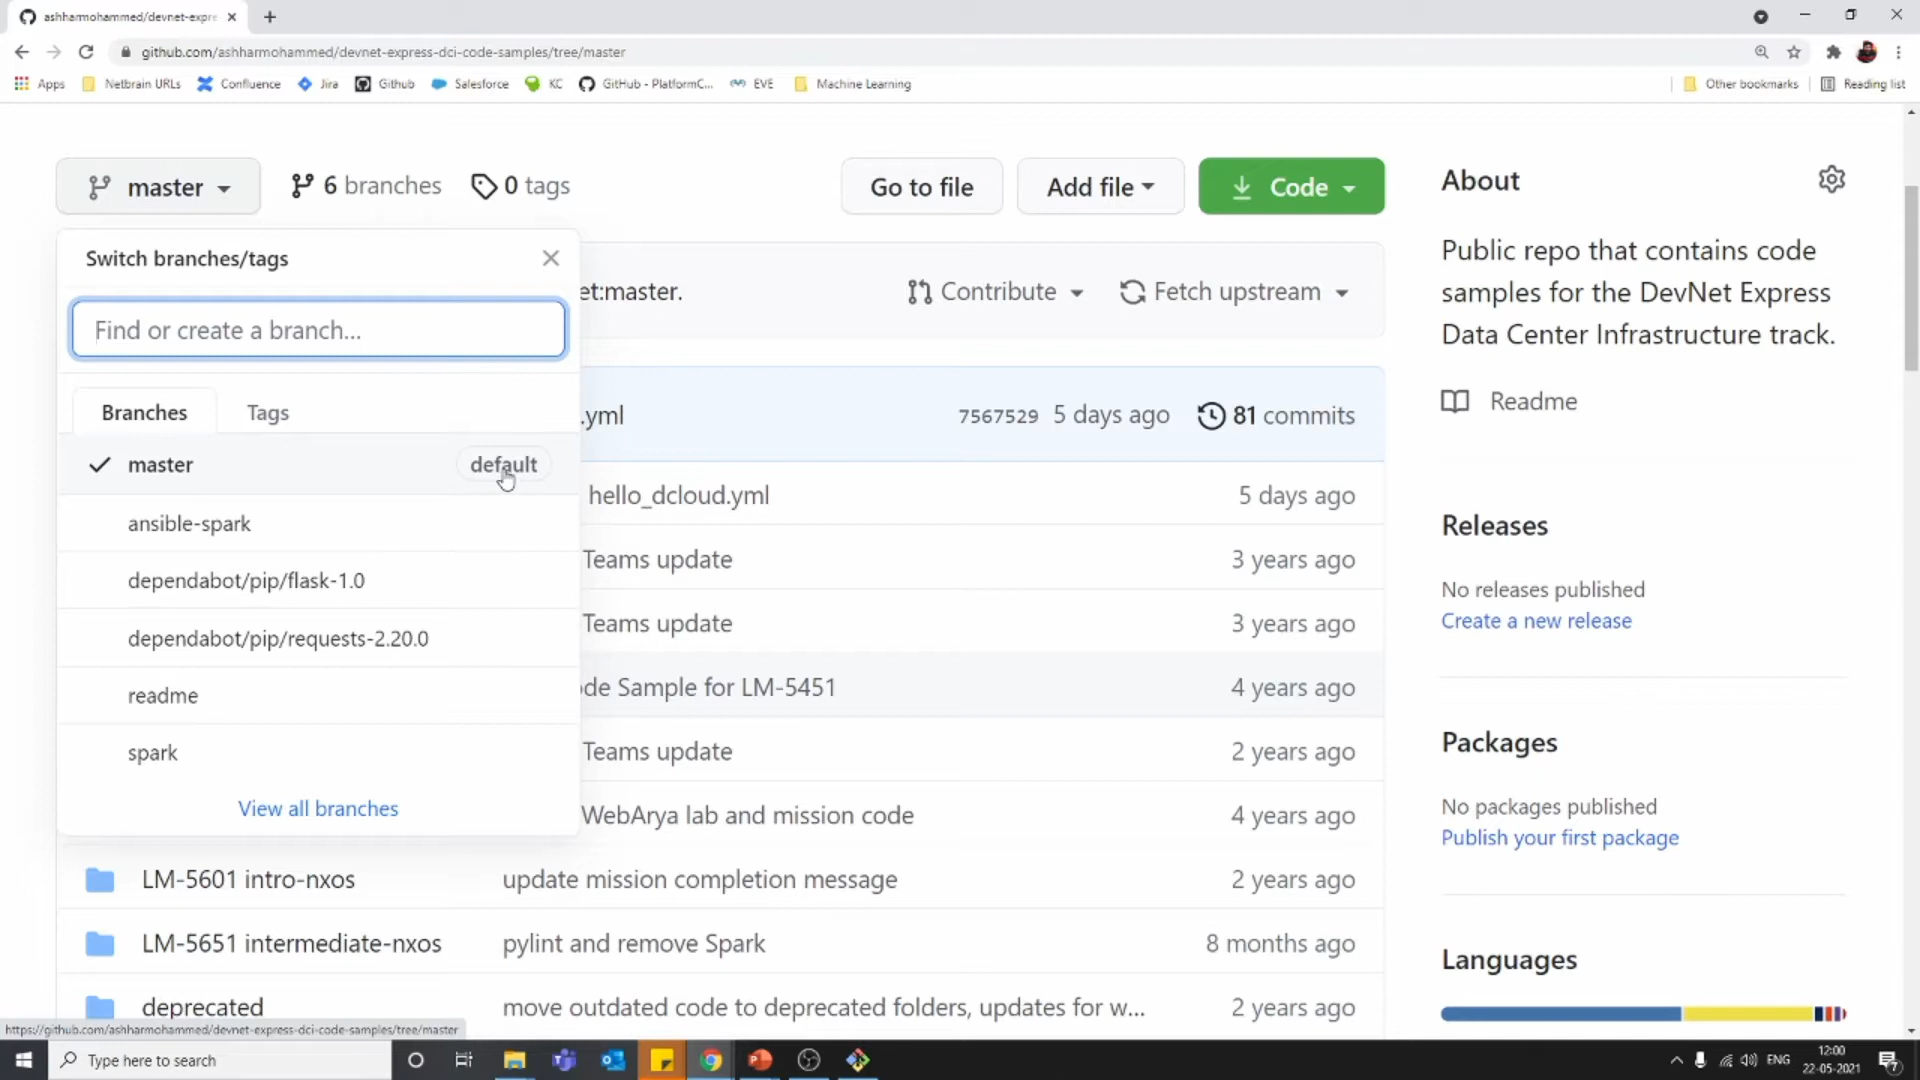 ashharmohammed/devnet-expre
github.com/ashharmohammed/devnet-express-dci-code-samples/tree/master
Apps
Netbrain URLs
Confluence
Jira
Github
Salesforce
KC
GitHub - PlatformC...
EVE
Machine Learning
Other bookmarks
Reading list
master
6 branches
0 tags
Go to file
Add file
Code
Switch branches/tags
Find or create a branch...
Branches
Tags
master
default
ansible-spark
dependabot/pip/flask-1.0
dependabot/pip/requests-2.20.0
readme
spark
View all branches
et:master.
Contribute
Fetch upstream
.yml
7567529
5 days ago
81 commits
hello_dcloud.yml
5 days ago
Teams update
3 years ago
Teams update
3 years ago
de Sample for LM-5451
4 years ago
Teams update
2 years ago
WebArya lab and mission code
4 years ago
LM-5601 intro-nxos
update mission completion message
2 years ago
LM-5651 intermediate-nxos
pylint and remove Spark
8 months ago
deprecated
move outdated code to deprecated folders, updates for w...
2 years ago
About
Public repo that contains code
samples for the DevNet Express
Data Center Infrastructure track.
Readme
Releases
No releases published
Create a new release
Packages
No packages published
Publish your first package
Languages
https://github.com/ashharmohammed/devnet-express-dci-code-samples/tree/master
Type here to search
ENG
12:00
22-05-2021
7